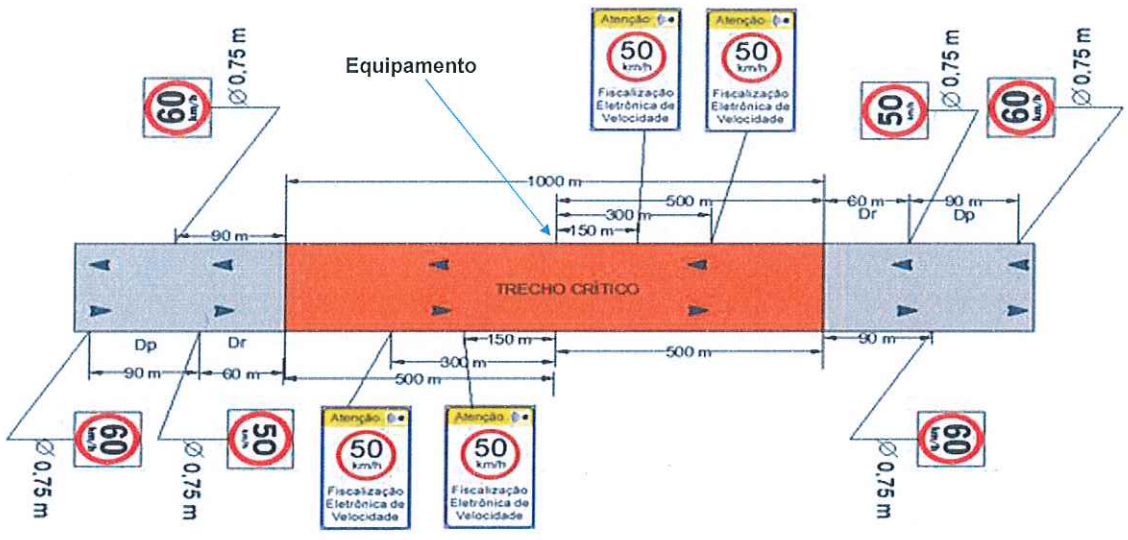 Atenção
50
km/h
Fiscalização
Eletrônica de
Velocidade
Atenção
50
km/h
Fiscalização
Eletrônica de
Velocidade
Equipamento
60
km/h
Ø 0,75 m
50
km/h
Ø 0,75 m
60
km/h
Ø 0,75 m
1000 m
500 m
60 m
90 m
Dr
Dp
300 m
150 m
90 m
TRECHO CRÍTICO
Dp
Dr
150 m
90 m
300 m
500 m
90 m
60 m
500 m
60
km/h
Ø 0,75 m
50
km/h
Ø 0,75 m
Atenção
50
km/h
Fiscalização
Eletrônica de
Velocidade
Atenção
50
km/h
Fiscalização
Eletrônica de
Velocidade
60
km/h
Ø 0,75 m